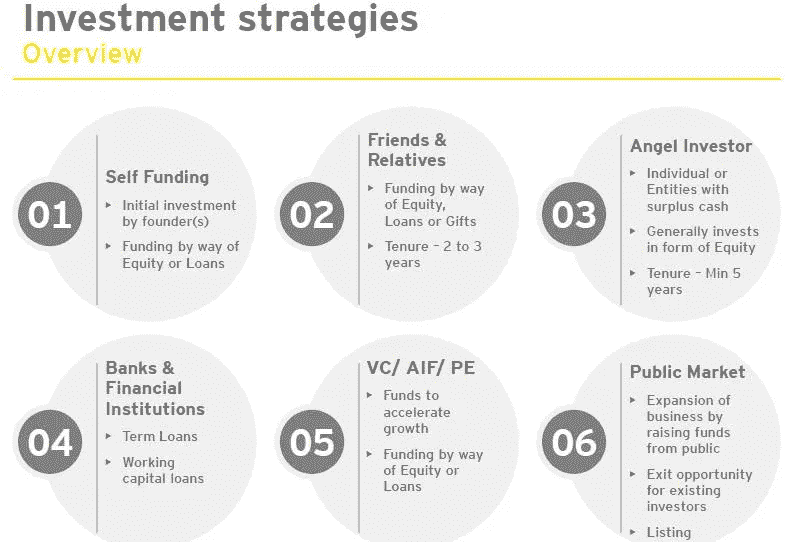 Investment strategies
Overview
01
Self Funding
▸ Initial investment
by founder(s)
▸ Funding by way of
Equity or Loans
02
Friends &
Relatives
▸ Funding by way
of Equity,
Loans or Gifts
▸ Tenure – 2 to 3
years
03
Angel Investor
▸ Individual or
Entities with
surplus cash
▸ Generally invests
in form of Equity
▸ Tenure – Min 5
years
04
Banks &
Financial
Institutions
▸ Term Loans
▸ Working
capital loans
05
VC/ AIF/ PE
▸ Funds to
accelerate
growth
▸ Funding by way
of Equity or
Loans
06
Public Market
▸ Expansion of
business by
raising funds
from public
▸ Exit opportunity
for existing
investors
▸ Listing